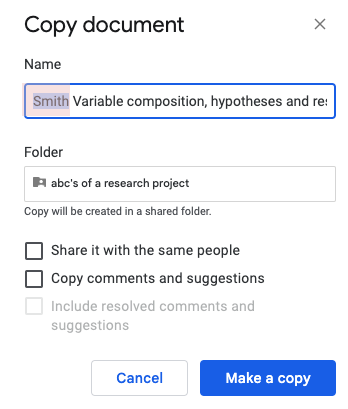 Copy document
Name
Smith Variable composition, hypotheses and res
Folder
abc's of a research project
Copy will be created in a shared folder.
Share it with the same people
Copy comments and suggestions
Include resolved comments and
suggestions
Cancel
Make a copy